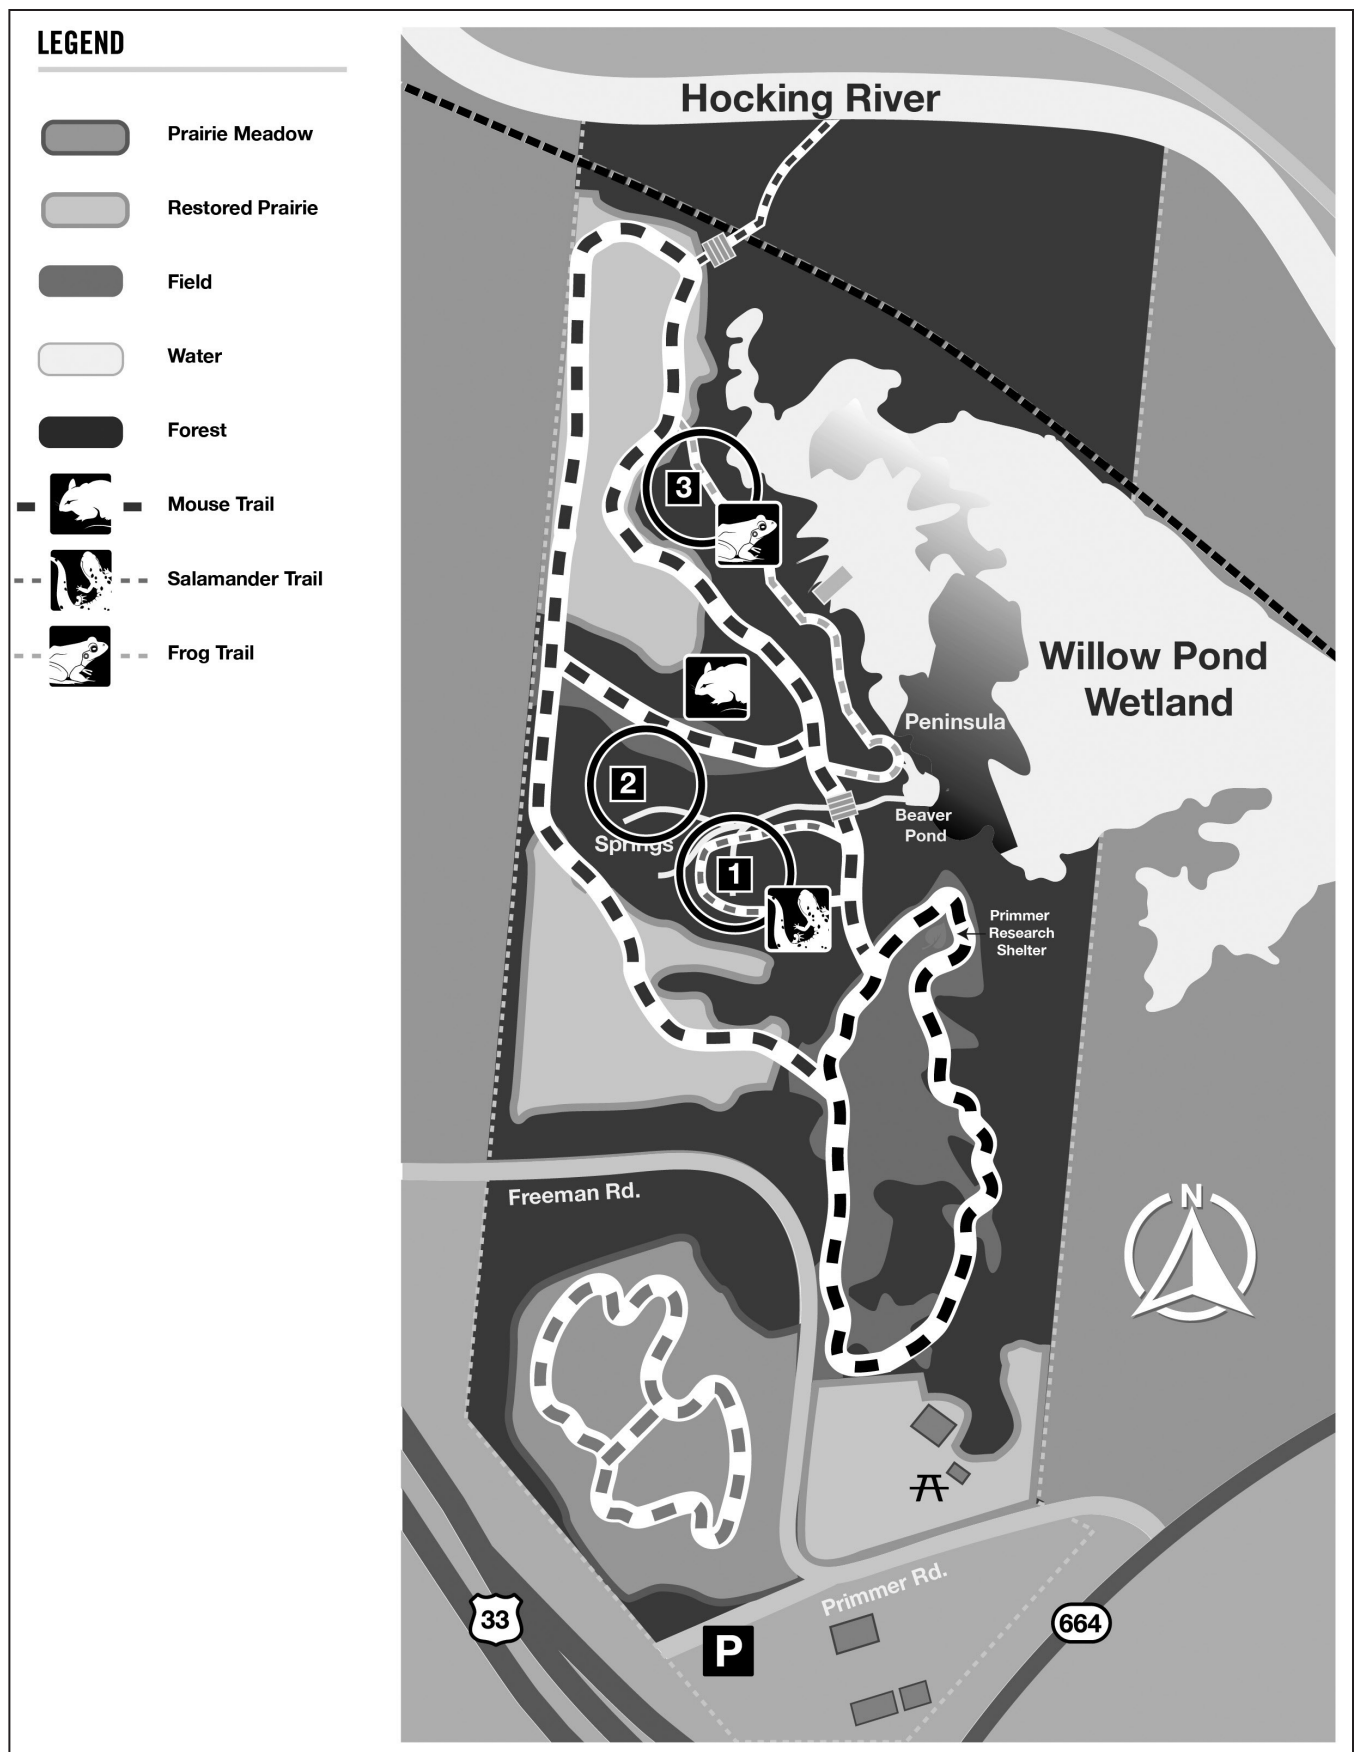 LEGEND
Prairie Meadow
Restored Prairie
Field
Water
Forest
Mouse Trail
Salamander Trail
Frog Trail
Hocking River
3
Willow Pond
Wetland
Peninsula
2
Beaver
Pond
Springs
1
Primmer
Research
Shelter
N
Freeman Rd.
Primmer Rd.
33
664
P